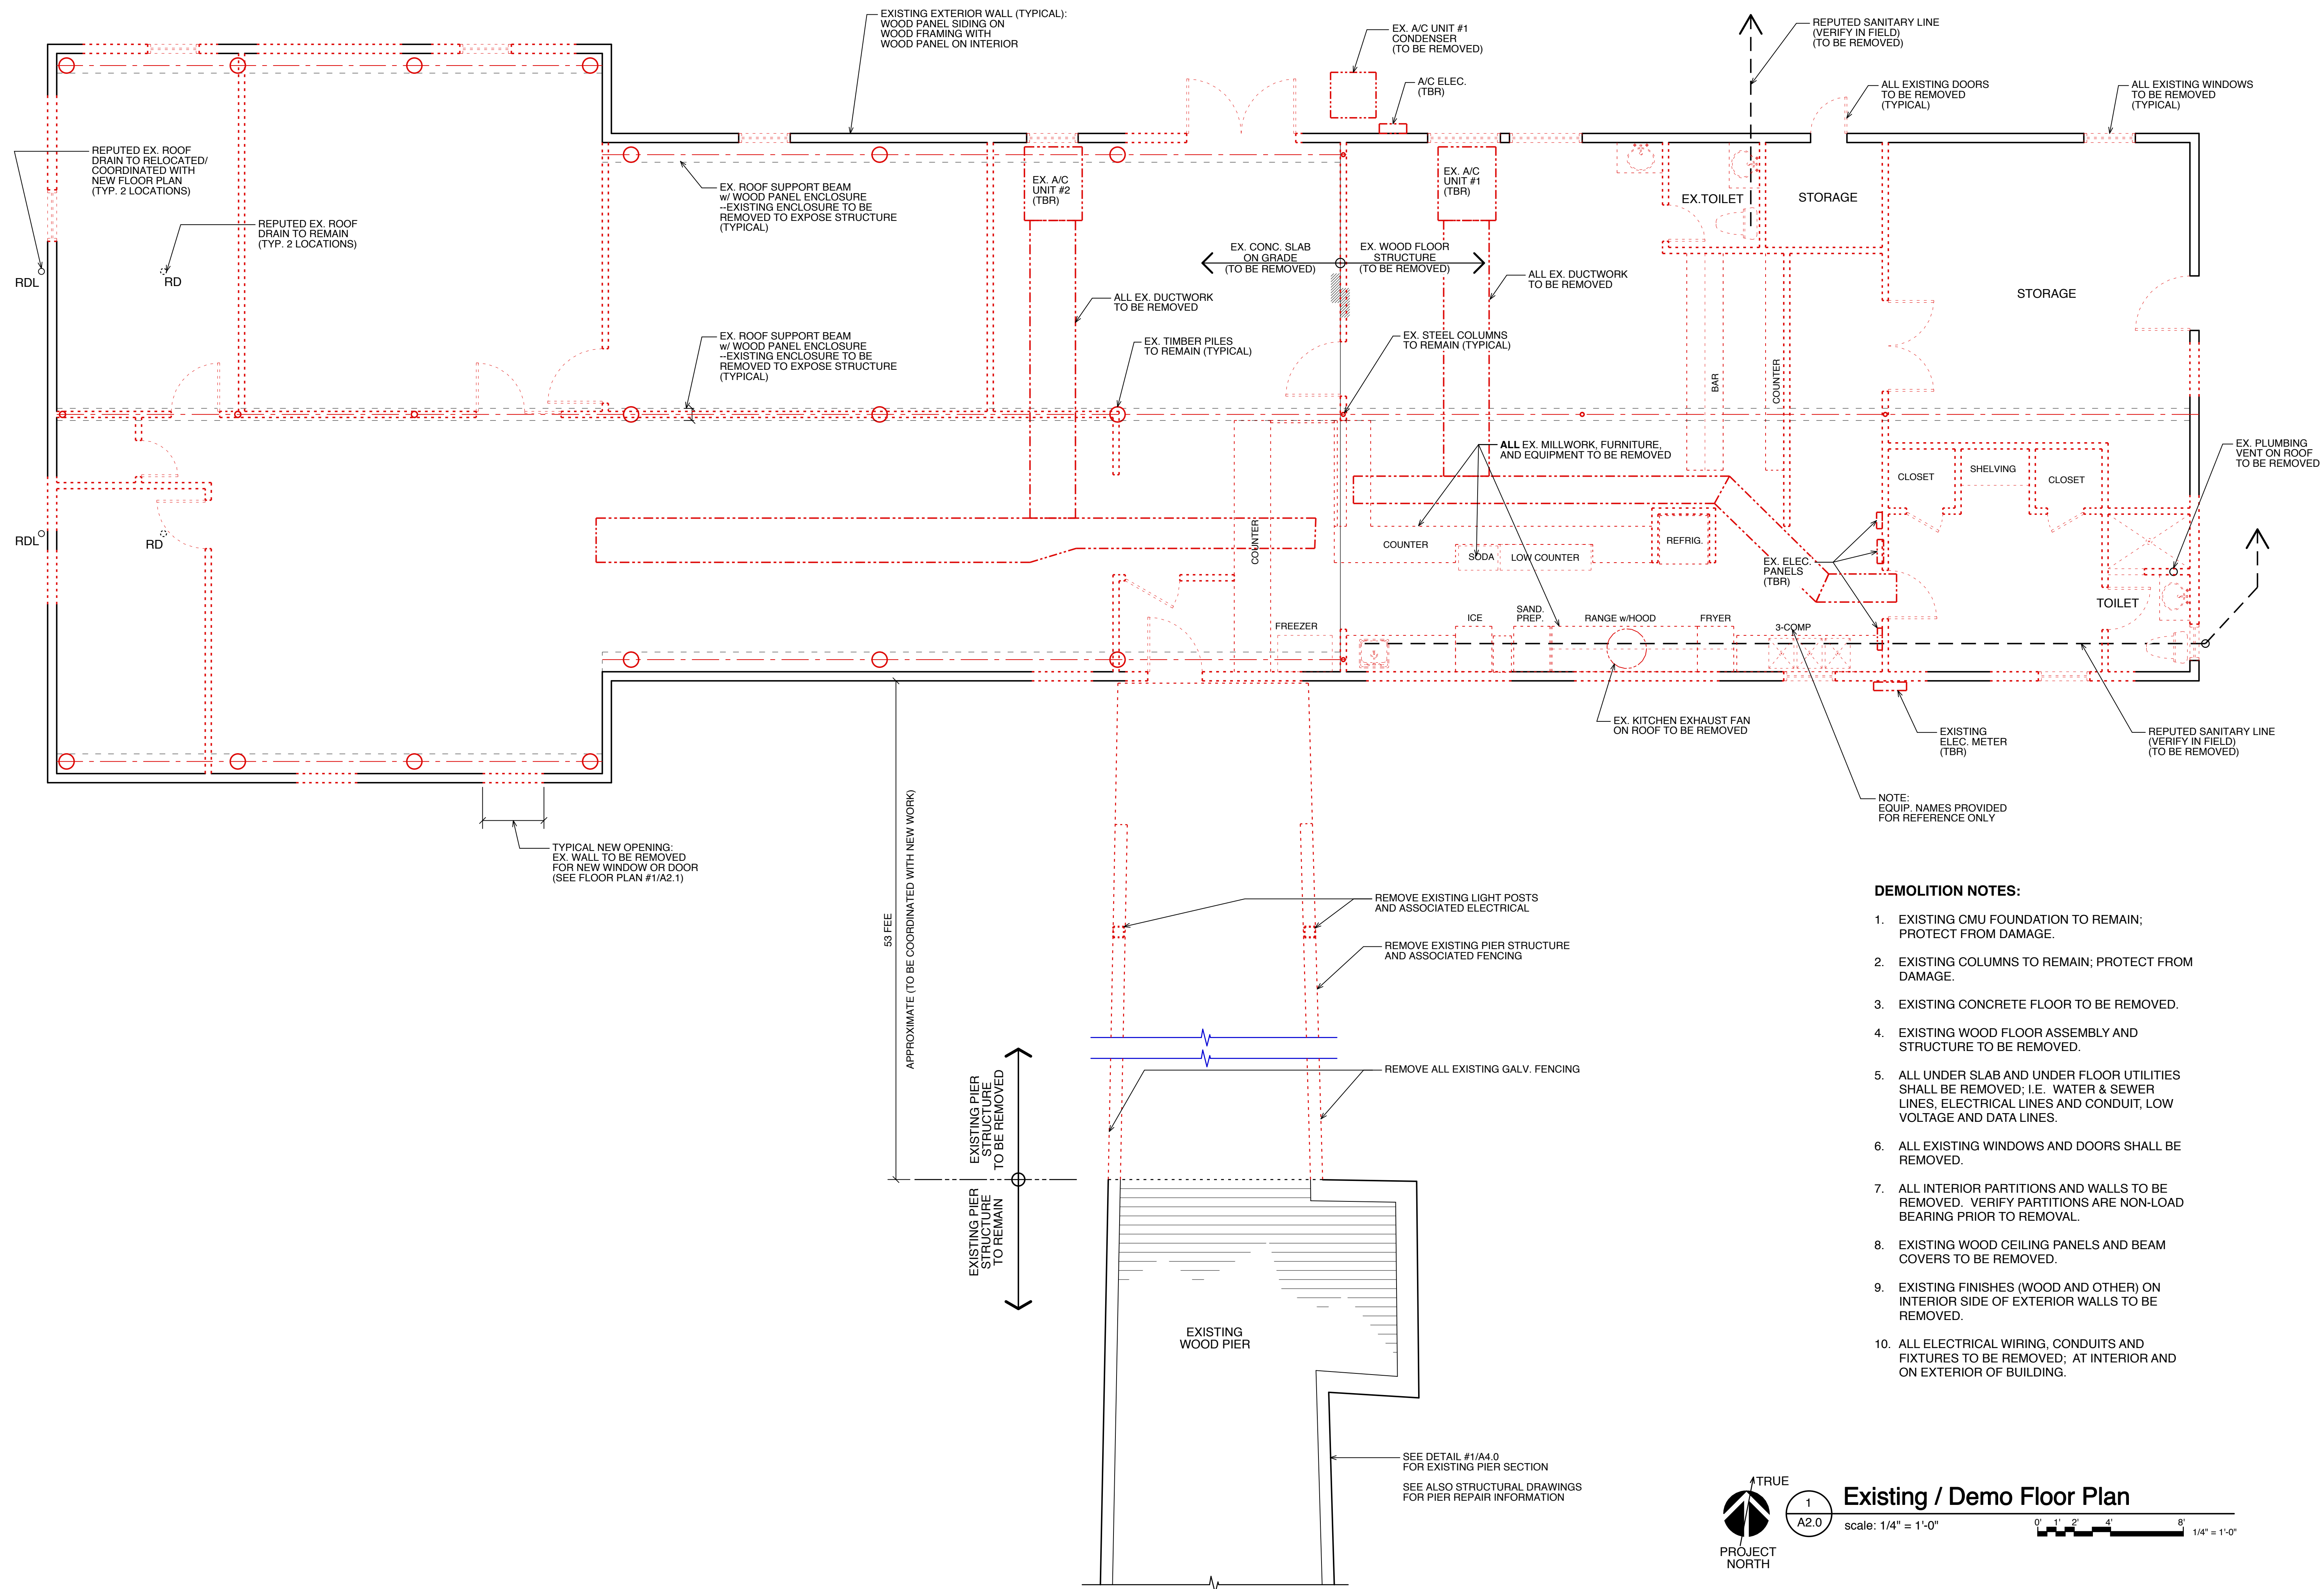 EXISTING EXTERIOR WALL (TYPICAL):
WOOD PANEL SIDING ON
WOOD FRAMING WITH
WOOD PANEL ON INTERIOR
EX. A/C UNIT #1
CONDENSER
(TO BE REMOVED)
A/C ELEC.
(TBR)
REPUTED SANITARY LINE
(VERIFY IN FIELD)
(TO BE REMOVED)
ALL EXISTING DOORS
TO BE REMOVED
(TYPICAL)
ALL EXISTING WINDOWS
TO BE REMOVED
(TYPICAL)
REPUTED EX. ROOF
DRAIN TO RELOCATED/
COORDINATED WITH
NEW FLOOR PLAN
(TYP. 2 LOCATIONS)
REPUTED EX. ROOF
DRAIN TO REMAIN
(TYP. 2 LOCATIONS)
RDL
RD
EX. ROOF SUPPORT BEAM
w/ WOOD PANEL ENCLOSURE
--EXISTING ENCLOSURE TO BE
REMOVED TO EXPOSE STRUCTURE
(TYPICAL)
EX. A/C
UNIT #2
(TBR)
EX. A/C
UNIT #1
(TBR)
EX.TOILET
STORAGE
EX. CONC. SLAB
ON GRADE
(TO BE REMOVED)
EX. WOOD FLOOR
STRUCTURE
(TO BE REMOVED)
ALL EX. DUCTWORK
TO BE REMOVED
ALL EX. DUCTWORK
TO BE REMOVED
STORAGE
EX. ROOF SUPPORT BEAM
w/ WOOD PANEL ENCLOSURE
--EXISTING ENCLOSURE TO BE
REMOVED TO EXPOSE STRUCTURE
(TYPICAL)
EX. TIMBER PILES
TO REMAIN (TYPICAL)
EX. STEEL COLUMNS
TO REMAIN (TYPICAL)
BAR
COUNTER
ALL EX. MILLWORK, FURNITURE,
AND EQUIPMENT TO BE REMOVED
EX. PLUMBING
VENT ON ROOF
TO BE REMOVED
CLOSET
SHELVING
CLOSET
RDL
RD
COUNTER
COUNTER
SODA
LOW COUNTER
REFRIG.
EX. ELEC.
PANELS
(TBR)
TOILET
FREEZER
ICE
SAND.
PREP.
RANGE w/HOOD
FRYER
3-COMP
EX. KITCHEN EXHAUST FAN
ON ROOF TO BE REMOVED
EXISTING
ELEC. METER
(TBR)
REPUTED SANITARY LINE
(VERIFY IN FIELD)
(TO BE REMOVED)
NOTE:
EQUIP. NAMES PROVIDED
FOR REFERENCE ONLY
TYPICAL NEW OPENING:
EX. WALL TO BE REMOVED
FOR NEW WINDOW OR DOOR
(SEE FLOOR PLAN #1/A2.1)
53 FEE
APPROXIMATE (TO BE COORDINATED WITH NEW WORK)
REMOVE EXISTING LIGHT POSTS
AND ASSOCIATED ELECTRICAL
REMOVE EXISTING PIER STRUCTURE
AND ASSOCIATED FENCING
REMOVE ALL EXISTING GALV. FENCING
EXISTING PIER
STRUCTURE
TO BE REMOVED
EXISTING PIER
STRUCTURE
TO REMAIN
EXISTING
WOOD PIER
SEE DETAIL #1/A4.0
FOR EXISTING PIER SECTION
SEE ALSO STRUCTURAL DRAWINGS
FOR PIER REPAIR INFORMATION
DEMOLITION NOTES:
1. EXISTING CMU FOUNDATION TO REMAIN;
PROTECT FROM DAMAGE.
2. EXISTING COLUMNS TO REMAIN; PROTECT FROM
DAMAGE.
3. EXISTING CONCRETE FLOOR TO BE REMOVED.
4. EXISTING WOOD FLOOR ASSEMBLY AND
STRUCTURE TO BE REMOVED.
5. ALL UNDER SLAB AND UNDER FLOOR UTILITIES
SHALL BE REMOVED; I.E. WATER & SEWER
LINES, ELECTRICAL LINES AND CONDUIT, LOW
VOLTAGE AND DATA LINES.
6. ALL EXISTING WINDOWS AND DOORS SHALL BE
REMOVED.
7. ALL INTERIOR PARTITIONS AND WALLS TO BE
REMOVED. VERIFY PARTITIONS ARE NON-LOAD
BEARING PRIOR TO REMOVAL.
8. EXISTING WOOD CEILING PANELS AND BEAM
COVERS TO BE REMOVED.
9. EXISTING FINISHES (WOOD AND OTHER) ON
INTERIOR SIDE OF EXTERIOR WALLS TO BE
REMOVED.
10. ALL ELECTRICAL WIRING, CONDUITS AND
FIXTURES TO BE REMOVED; AT INTERIOR AND
ON EXTERIOR OF BUILDING.
TRUE
PROJECT
NORTH
1
A2.0
Existing / Demo Floor Plan
scale: 1/4" = 1'-0"
0' 1' 2' 4' 8'
1/4" = 1'-0"